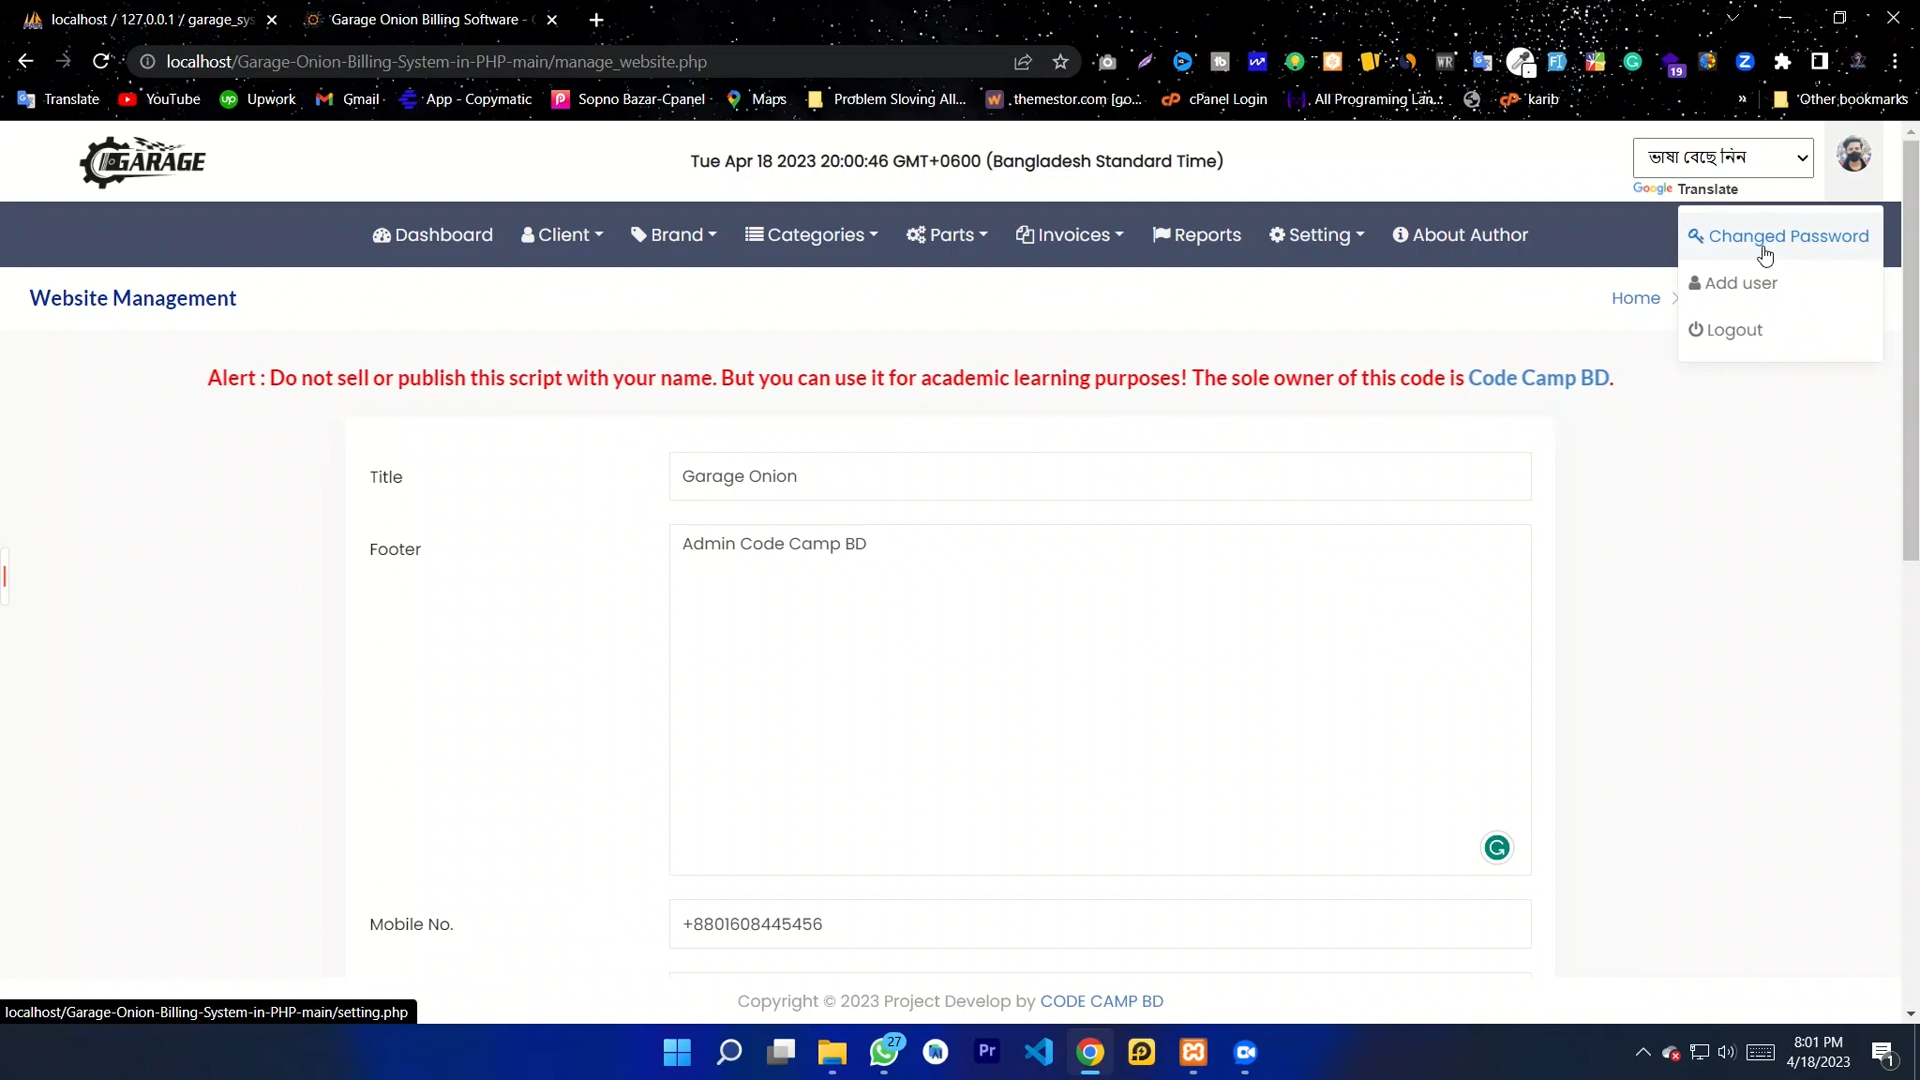 localhost / 127.0.0.1 / garage_sys
Garage Onion Billing Software -
localhost/Garage-Onion-Billing-System-in-PHP-main/manage_website.php
19
Translate
YouTube
Upwork
Gmail
App - Copymatic
Sopno Bazar-Cpanel
Maps
Problem Sloving All...
.themestor.com [go...
cPanel Login
All Programing Lan...
karib
»
Other bookmarks
GARAGE
Tue Apr 18 2023 20:00:46 GMT+0600 (Bangladesh Standard Time)
ভাষা বেছে নিন
Google Translate
Dashboard
Client
Brand
Categories
Parts
Invoices
Reports
Setting
About Author
Changed Password
Add user
Logout
Website Management
Home
Alert : Do not sell or publish this script with your name. But you can use it for academic learning purposes! The sole owner of this code is Code Camp BD.
Title
Garage Onion
Footer
Admin Code Camp BD
Mobile No.
+8801608445456
Copyright © 2023 Project Develop by CODE CAMP BD
localhost/Garage-Onion-Billing-System-in-PHP-main/setting.php
27
Pr
8:01 PM
4/18/2023
1